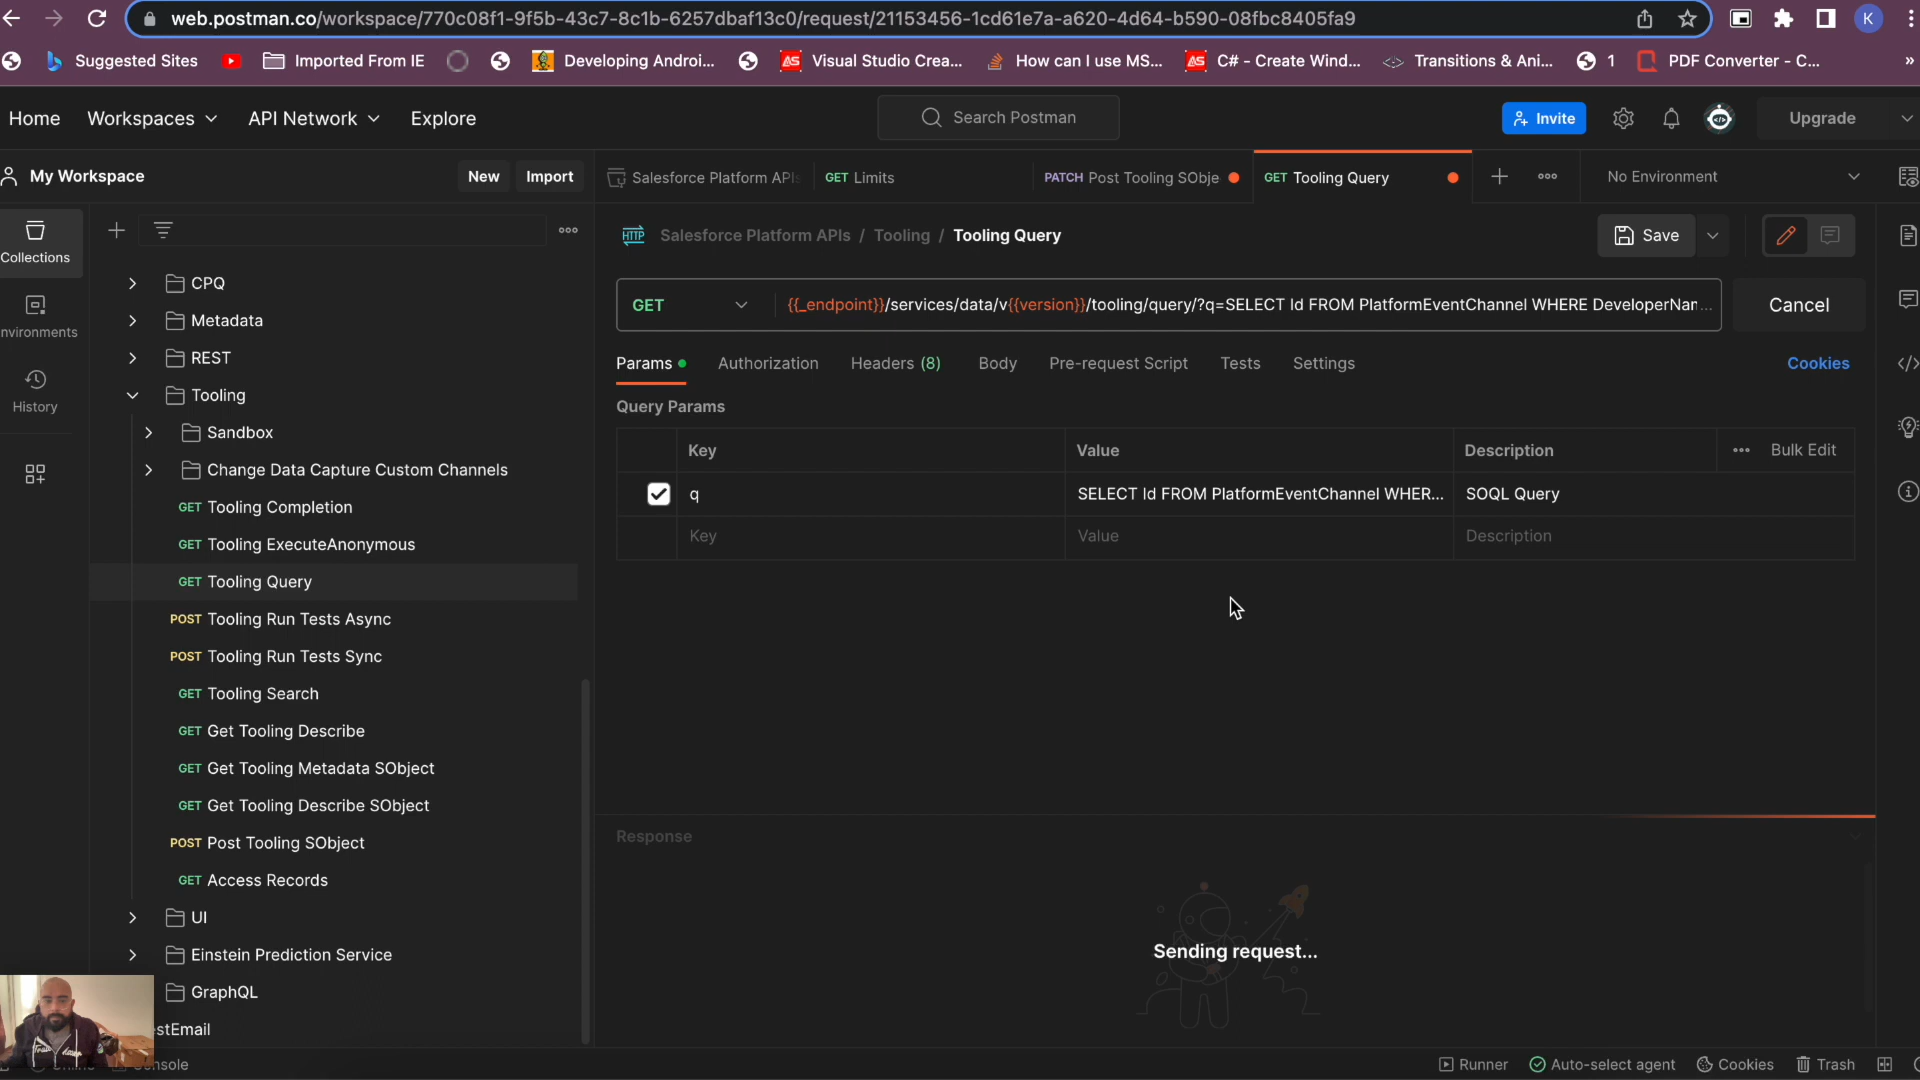 web.postman.co/workspace/770c08f1-9f5b-43c7-8c1b-6257dbaf13c0/request/21153456-1cd61e7a-a620-4d64-b590-08fbc8405fa9
K
Suggested Sites
Imported From IE
Developing Androi...
Visual Studio Crea...
How can I use MS...
C# - Create Wind...
Transitions & Ani...
1
PDF Converter - C...
»
Home
Workspaces
API Network
Explore
Search Postman
Invite
Upgrade
My Workspace
New
Import
Salesforce Platform APIs
GET Limits
PATCH Post Tooling SObje
GET Tooling Query
No Environment
Collections
nvironments
History
CPQ
Metadata
REST
Tooling
Sandbox
Change Data Capture Custom Channels
GET Tooling Completion
GET Tooling ExecuteAnonymous
GET Tooling Query
POST Tooling Run Tests Async
POST Tooling Run Tests Sync
GET Tooling Search
GET Get Tooling Describe
GET Get Tooling Metadata SObject
GET Get Tooling Describe SObject
POST Post Tooling SObject
GET Access Records
UI
Einstein Prediction Service
GraphQL
estEmail
HTTP Salesforce Platform APIs / Tooling / Tooling Query
Save
GET
{{_endpoint}}/services/data/v{{version}}/tooling/query/?q=SELECT Id FROM PlatformEventChannel WHERE DeveloperNam...
Cancel
Params
Authorization
Headers (8)
Body
Pre-request Script
Tests
Settings
Cookies
Query Params
Key
Value
Description
Bulk Edit
q
SELECT Id FROM PlatformEventChannel WHER...
SOQL Query
Key
Value
Description
Response
Sending request...
Online
Console
Runner
Auto-select agent
Cookies
Trash